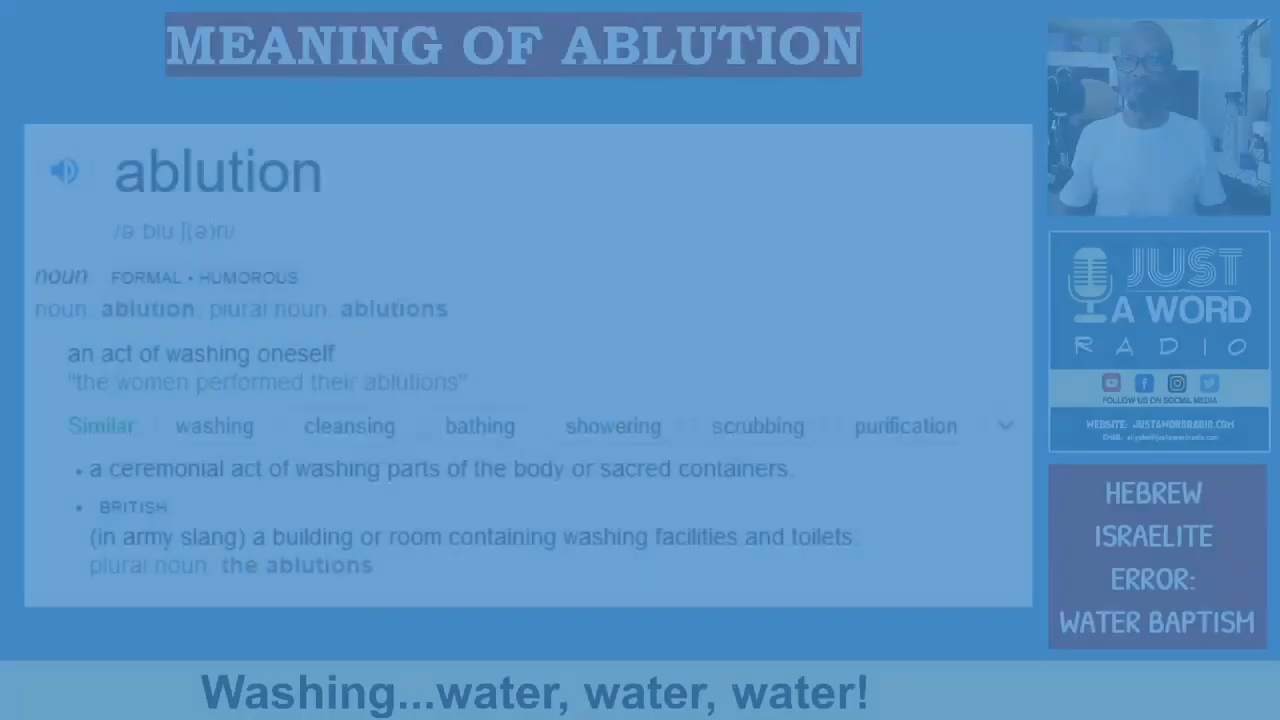 MEANING OF ABLUTION
ablution
noun FORMAL • HUMOROUS
noun: ablution; plural noun: ablutions
an act of washing oneself
"the women performed their ablutions"
Similar: washing cleansing bathing showering scrubbing purification
• a ceremonial act of washing parts of the body or sacred containers.
• BRITISH
(in army slang) a building or room containing washing facilities and toilets
plural noun: the ablutions
JUST
A WORD
RADIO
FOLLOW US ON SOCIAL MEDIA
WEBSITE: JUSTAWORDRADIO.COM
HEBREW
ISRAELITE
ERROR:
WATER BAPTISM
Washing...water, water, water!